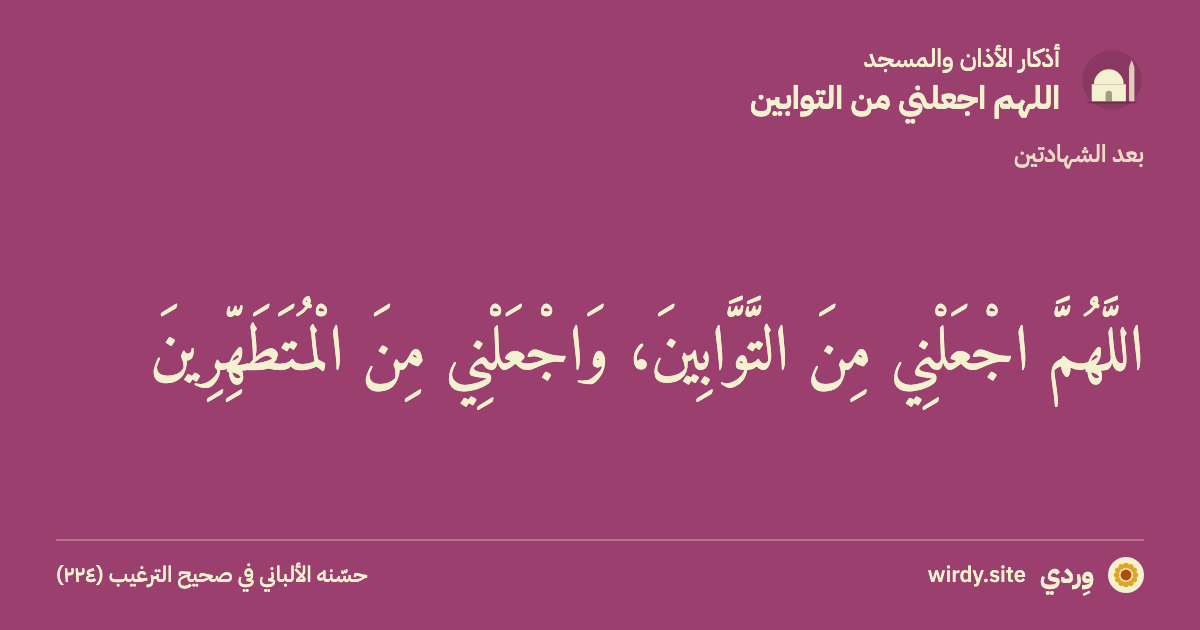 أذكار الأذان والمسجد
اللهم اجعلني من التوابين
بعد الشهادتين
اللَّهُمَّ اجْعَلْنِي مِنَ التَّوَّابِينَ، وَاجْعَلْنِي مِنَ الْمُتَطَهِّرِينَ
وِردي wirdy.site
حسّنه الألباني في صحيح الترغيب (٢٢٤)